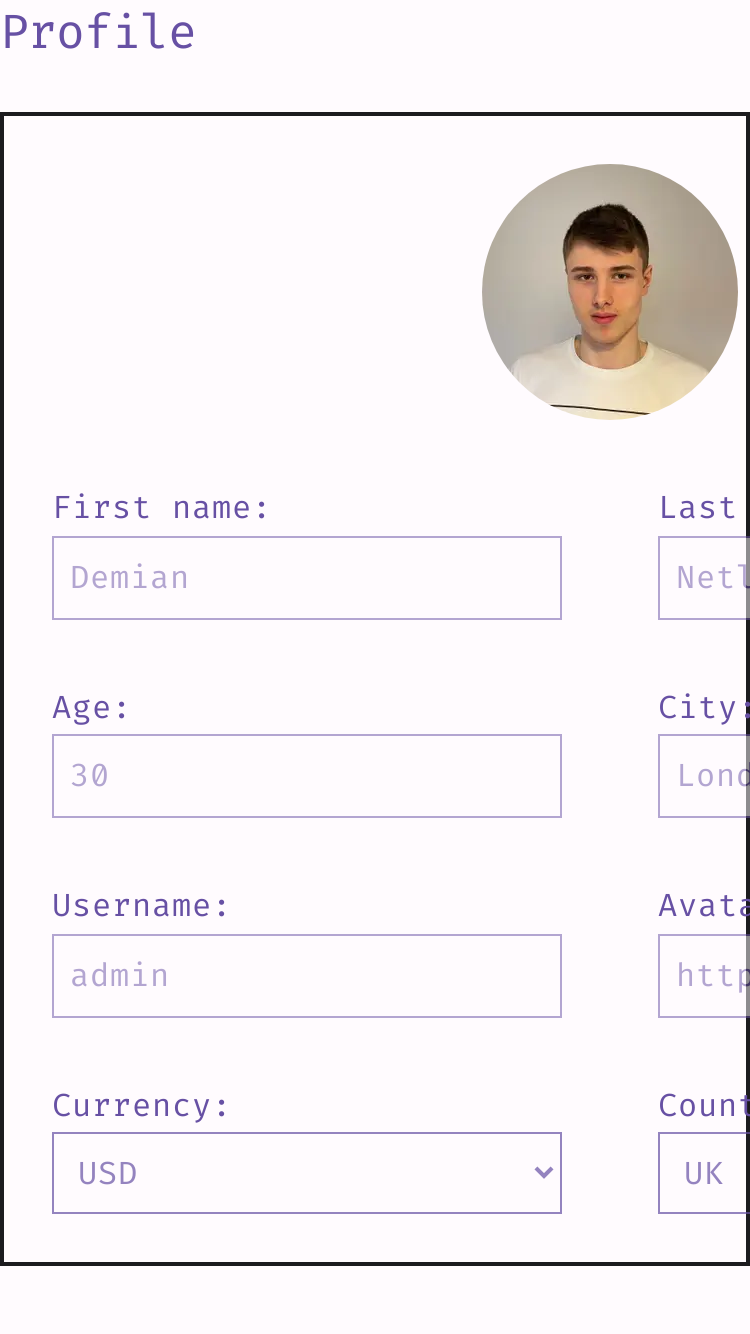 Profile
First name: Last
Demian Netl
Age: City:
30 Lond
Username: Avata
admin http
Currency: Count
USD UK